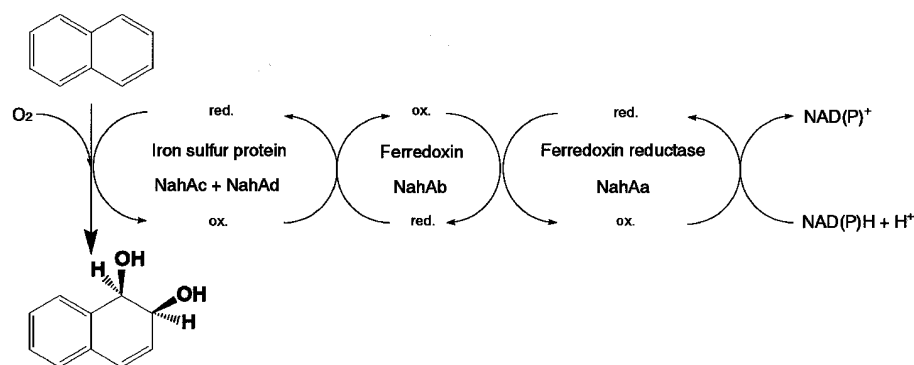 O2
red.
ox.
red.
NAD(P)+
Iron sulfur protein
Ferredoxin
Ferredoxin reductase
NahAc + NahAd
NahAb
NahAa
ox.
red.
ox.
NAD(P)H + H+
H
OH
OH
H